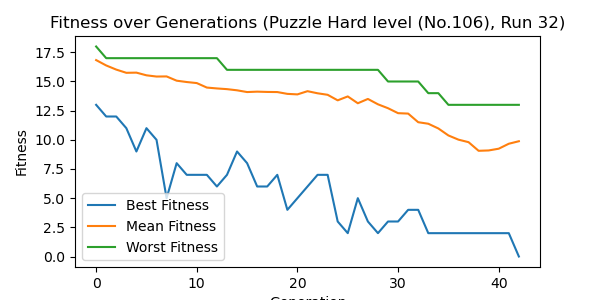 Fitness over Generations (Puzzle Hard level (No.106), Run 32)
17.5
15.0
12.5
10.0
7.5
5.0
2.5
0.0
Fitness
Best Fitness
Mean Fitness
Worst Fitness
0
10
20
30
40
Generation